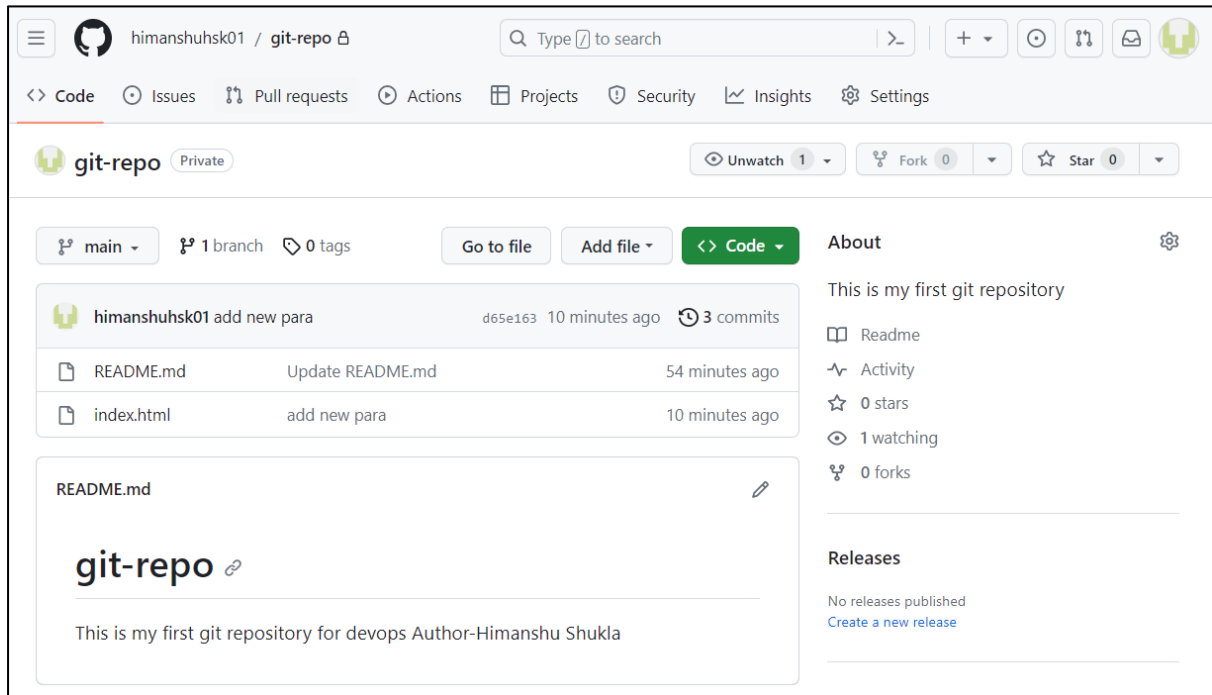 himanshuhsk01 / git-repo
Type / to search
Code Issues Pull requests Actions Projects Security Insights Settings
git-repo Private
Unwatch 1 Fork 0 Star 0
main 1 branch 0 tags Go to file Add file Code
himanshuhsk01 add new para d65e163 10 minutes ago 3 commits
README.md Update README.md 54 minutes ago
index.html add new para 10 minutes ago
README.md
git-repo
This is my first git repository for devops Author-Himanshu Shukla
About
This is my first git repository
Readme
Activity
0 stars
1 watching
0 forks
Releases
No releases published
Create a new release